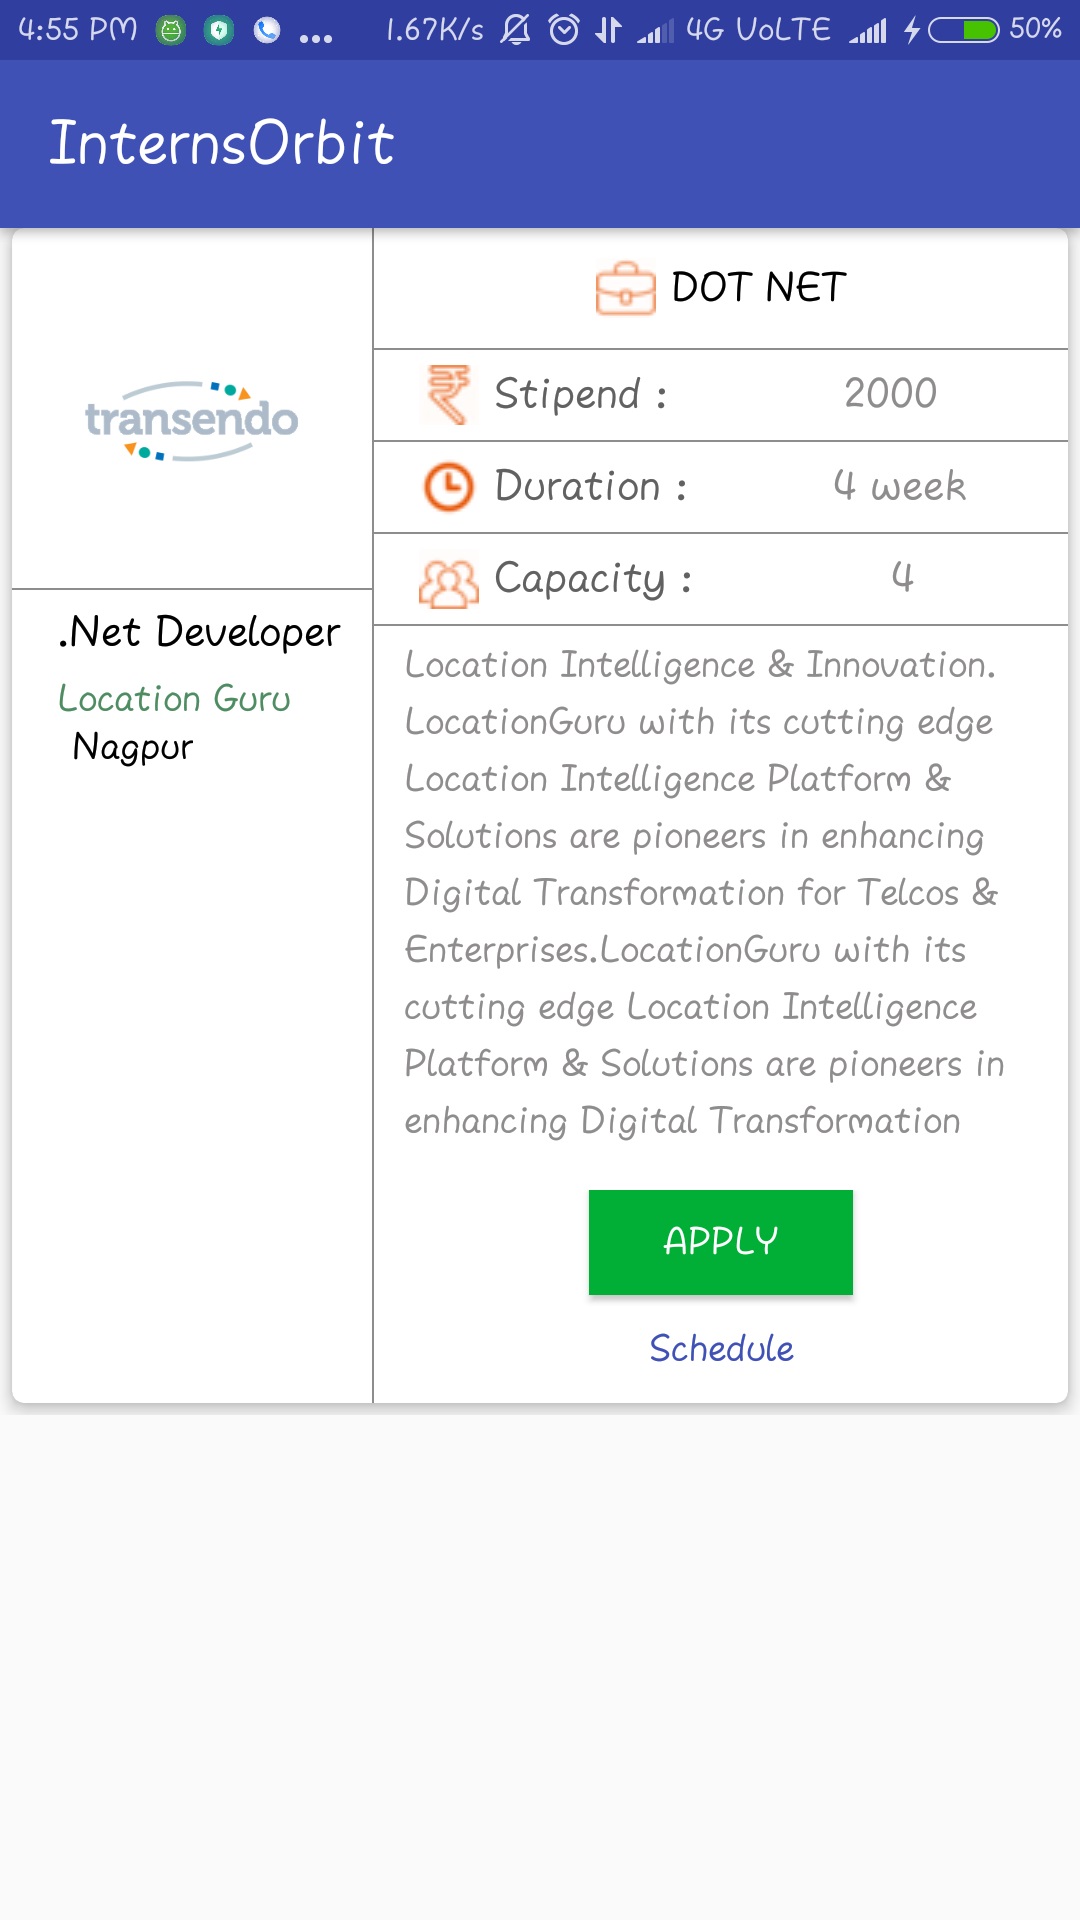 4:55 PM ... 1.67K/s 4G VoLTE 50%
InternsOrbit
transendo
.Net Developer
Location Guru
Nagpur
DOT NET
Stipend : 2000
Duration : 4 week
Capacity : 4
Location Intelligence & Innovation.
LocationGuru with its cutting edge
Location Intelligence Platform &
Solutions are pioneers in enhancing
Digital Transformation for Telcos &
Enterprises.LocationGuru with its
cutting edge Location Intelligence
Platform & Solutions are pioneers in
enhancing Digital Transformation
APPLY
Schedule